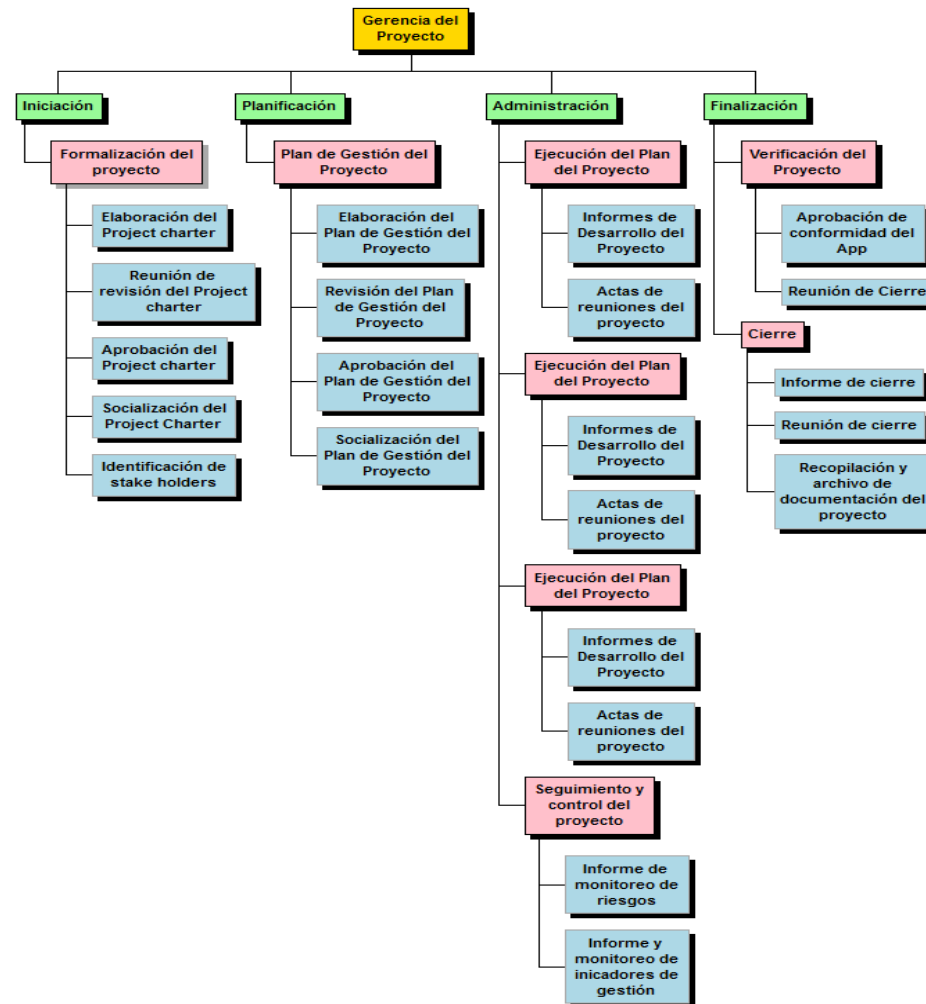 Gerencia del
Proyecto
Iniciación
Planificación
Administración
Finalización
Formalización del
proyecto
Elaboración del
Project charter
Reunión de
revisión del Project
charter
Aprobación del
Project charter
Socialización del
Project Charter
Identificación de
stake holders
Plan de Gestión del
Proyecto
Elaboración del
Plan de Gestión del
Proyecto
Revisión del Plan
de Gestión del
Proyecto
Aprobación del
Plan de Gestión del
Proyecto
Socialización del
Plan de Gestión del
Proyecto
Ejecución del Plan
del Proyecto
Informes de
Desarrollo del
Proyecto
Actas de
reuniones del
proyecto
Ejecución del Plan
del Proyecto
Informes de
Desarrollo del
Proyecto
Actas de
reuniones del
proyecto
Ejecución del Plan
del Proyecto
Informes de
Desarrollo del
Proyecto
Actas de
reuniones del
proyecto
Seguimiento y
control del
proyecto
Informe de
monitoreo de
riesgos
Informe y
monitoreo de
inicadores de
gestión
Verificación del
Proyecto
Aprobación de
conformidad del
App
Reunión de Cierre
Cierre
Informe de cierre
Reunión de cierre
Recopilación y
archivo de
documentación del
proyecto